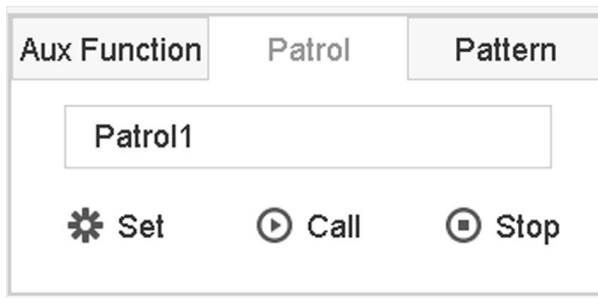 Aux Function Patrol Pattern
Patrol1
Set Call Stop